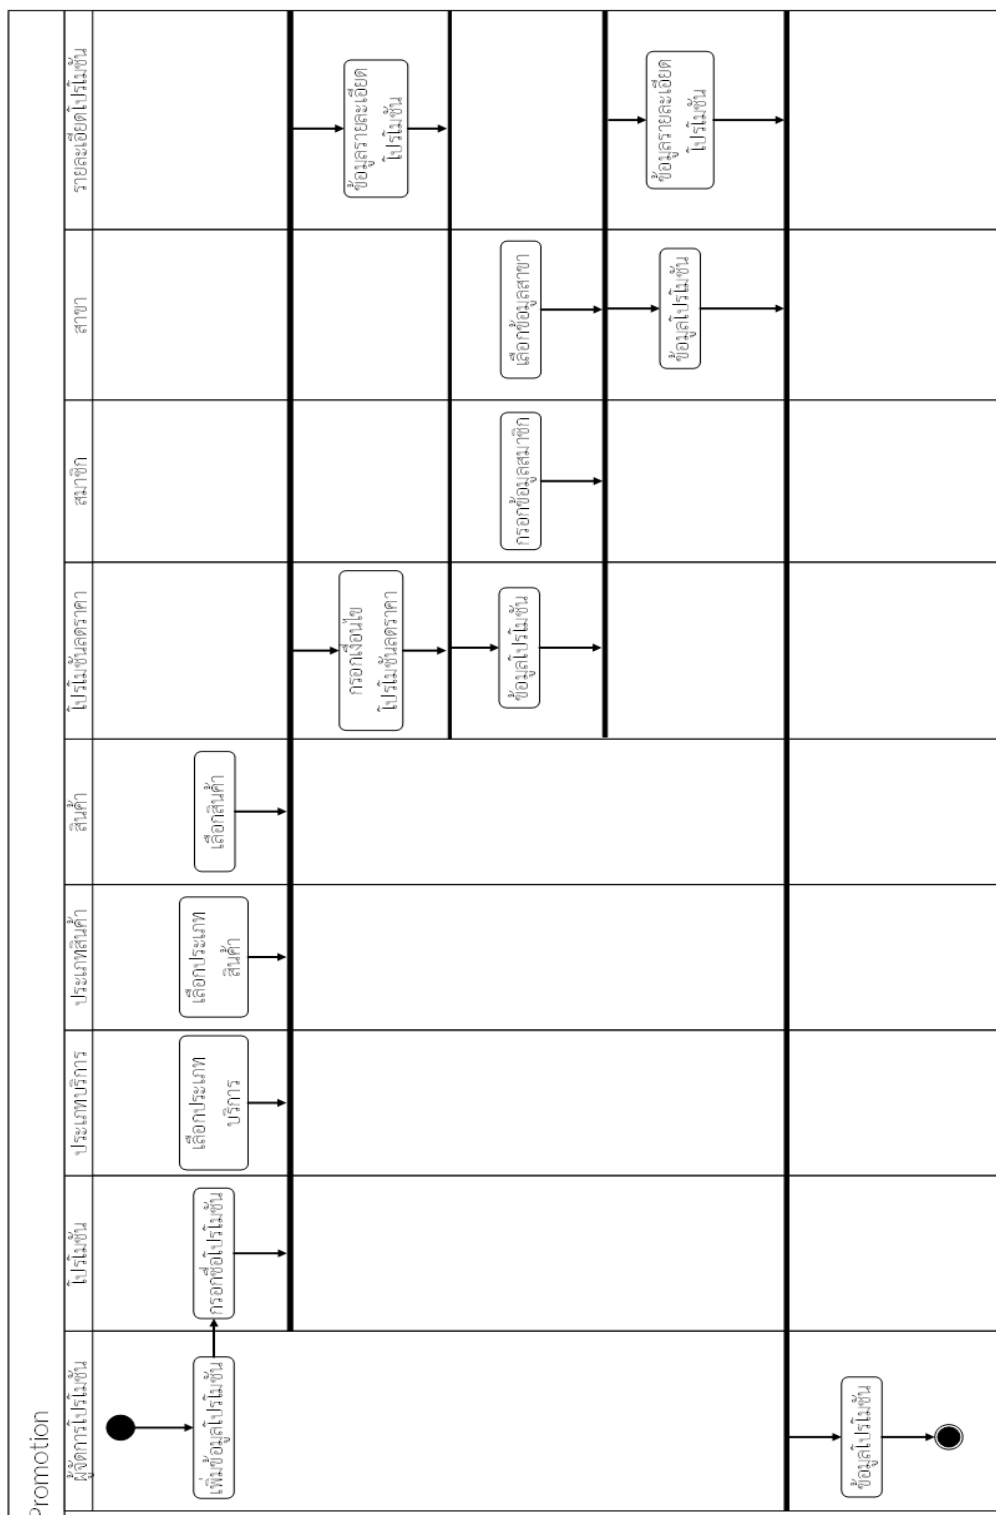 Promotion
ผู้จัดการโปรโมชัน
โปรโมชัน
ประเภทบริการ
ประเภทสินค้า
สินค้า
โปรโมชันลดราคา
สมาชิก
สาขา
รายละเอียดโปรโมชัน
เพิ่มข้อมูลโปรโมชัน
กรอกชื่อโปรโมชัน
เลือกประเภท
บริการ
เลือกประเภท
สินค้า
เลือกสินค้า
กรอกเงื่อนไข
โปรโมชันลดราคา
ข้อมูลรายละเอียด
โปรโมชัน
ข้อมูลโปรโมชัน
กรอกข้อมูลสมาชิก
เลือกข้อมูลสาขา
ข้อมูลโปรโมชัน
ข้อมูลรายละเอียด
โปรโมชัน
ข้อมูลโปรโมชัน